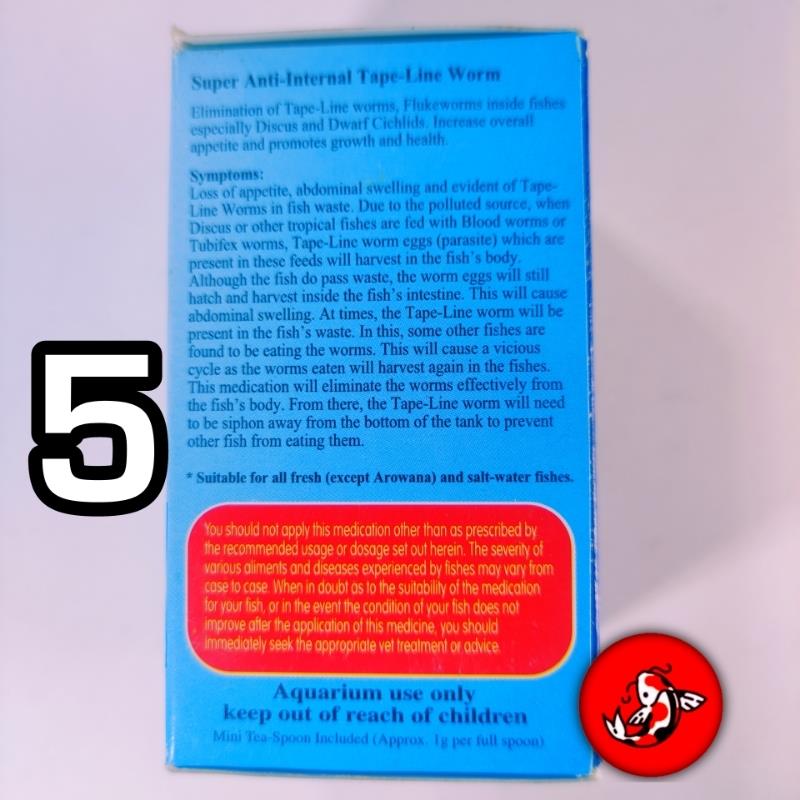 Super Anti-Internal Tape-Line Worm
Elimination of Tape-Line worms, Flukeworms inside fishes
especially Discus and Dwarf Cichlids. Increase overall
appetite and promotes growth and health.
Symptoms:
Loss of appetite, abdominal swelling and evident of Tape-
Line Worms in fish waste. Due to the polluted source, when
Discus or other tropical fishes are fed with Blood worms or
Tubifex worms, Tape-Line worm eggs (parasite) which are
present in these feeds will harvest in the fish's body.
Although the fish do pass waste, the worm eggs will still
hatch and harvest inside the fish's intestine. This will cause
abdominal swelling. At times, the Tape-Line worm will be
present in the fish's waste. In this, some other fishes are
found to be eating the worms. This will cause a vicious
cycle as the worms eaten will harvest again in the fishes.
This medication will eliminate the worms effectively from
the fish's body. From there, the Tape-Line worm will need
to be siphon away from the bottom of the tank to prevent
other fish from eating them.
* Suitable for all fresh (except Arowana) and salt-water fishes.
You should not apply this medication other than as prescribed by
the recommended usage or dosage set out herein. The severity of
various aliments and diseases experienced by fishes may vary from
case to case. When in doubt as to the suitability of the medication
for your fish, or in the event the condition of your fish does not
improve after the application of this medicine, you should
immediately seek the appropriate vet treatment or advice.
Aquarium use only
keep out of reach of children
Mini Tea-Spoon Included (Approx. 1g per full spoon)
5